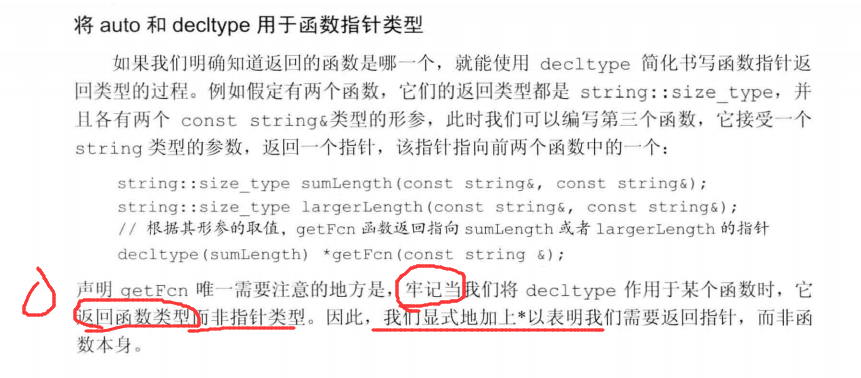 将 auto 和 decltype 用于函数指针类型
如果我们明确知道返回的函数是哪一个，就能使用 decltype 简化书写函数指针返
回类型的过程。例如假定有两个函数，它们的返回类型都是 string::size_type，并
且各有两个 const string&类型的形参，此时我们可以编写第三个函数，它接受一个
string 类型的参数，返回一个指针，该指针指向前两个函数中的一个：
string::size_type sumLength(const string&, const string&);
string::size_type largerLength(const string&, const string&);
// 根据其形参的取值，getFcn 函数返回指向 sumLength 或者 largerLength 的指针
decltype(sumLength) *getFcn(const string &);
声明 getFcn 唯一需要注意的地方是，牢记当我们将 decltype 作用于某个函数时，它
返回函数类型而非指针类型。因此，我们显式地加上*以表明我们需要返回指针，而非函
数本身。